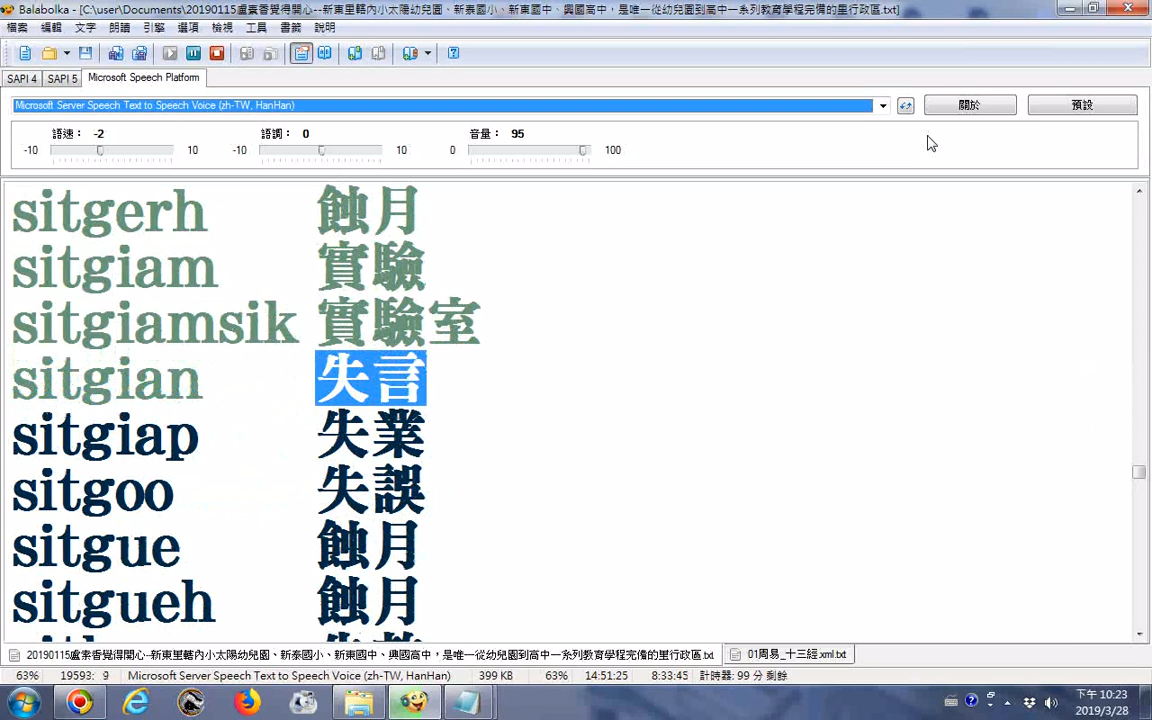 Balabolka - [C:\user\Documents\20190115盧索香覺得開心--新東里轄內小太陽幼兒園、新泰國小、新東國中、興國高中，是唯一從幼兒園到高中一系列教育學程完備的里行政區.txt]
檔案 編輯 文字 朗讀 引擎 選項 檢視 工具 書籤 說明
SAPI 4 SAPI 5 Microsoft Speech Platform
Microsoft Server Speech Text to Speech Voice (zh-TW, HanHan) 關於 預設
語速： -2 語調： 0 音量： 95
-10 10 -10 10 0 100
sitgerh 蝕月
sitgiam 實驗
sitgiamsik 實驗室
sitgian 失言
sitgiap 失業
sitgoo 失誤
sitgue 蝕月
sitgueh 蝕月
20190115盧索香覺得開心--新東里轄內小太陽幼兒園、新泰國小、新東國中、興國高中，是唯一從幼兒園到高中一系列教育學程完備的里行政區.txt 01周易_十三經.xml.txt
63% 19593: 9 Microsoft Server Speech Text to Speech Voice (zh-TW, HanHan) 399 KB 63% 14:51:25 8:33:45 計時器: 99 分 剩餘
下午 10:23
2019/3/28